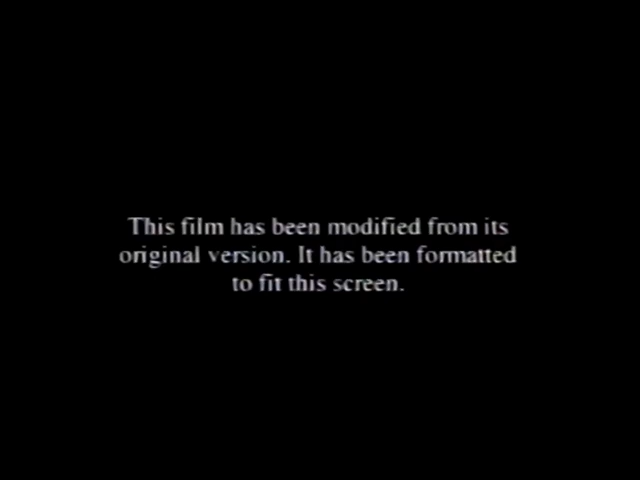 This film has been modified from its
original version. It has been formatted
to fit this screen.